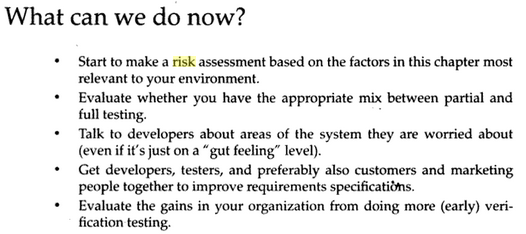 What can we do now?
• Start to make a risk assessment based on the factors in this chapter most
relevant to your environment.
• Evaluate whether you have the appropriate mix between partial and
full testing.
• Talk to developers about areas of the system they are worried about
(even if it's just on a "gut feeling" level).
• Get developers, testers, and preferably also customers and marketing
people together to improve requirements specifications.
• Evaluate the gains in your organization from doing more (early) veri-
fication testing.